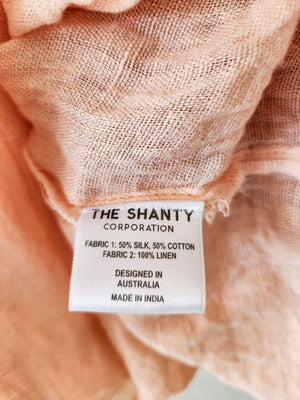 THE SHANTY
CORPORATION
FABRIC 1: 50% SILK, 50% COTTON
FABRIC 2: 100% LINEN
DESIGNED IN
AUSTRALIA
MADE IN INDIA